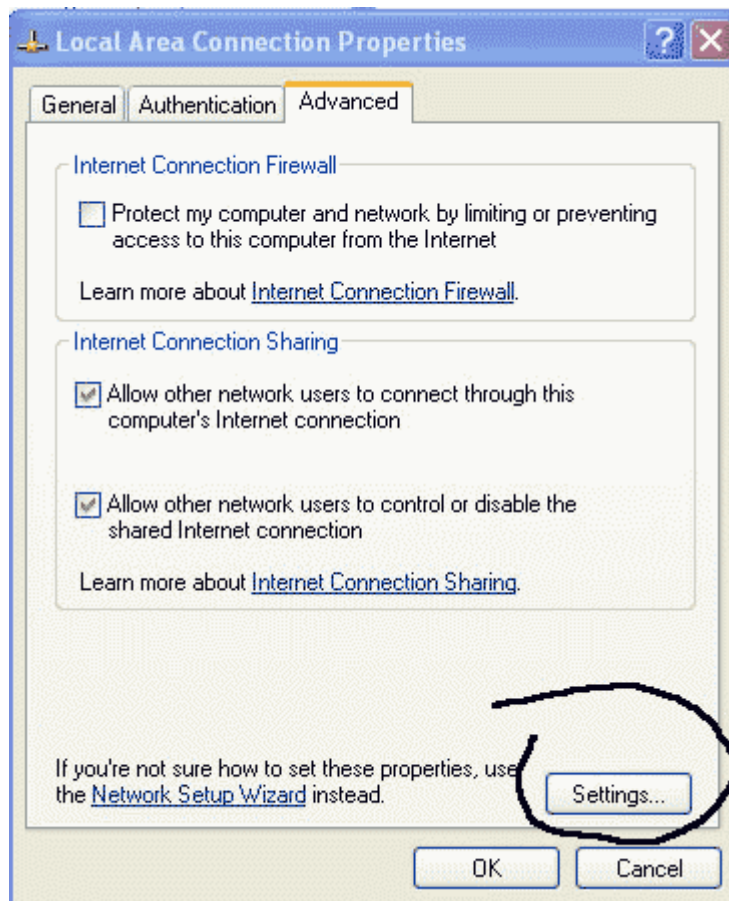 Local Area Connection Properties
General Authentication Advanced
Internet Connection Firewall
Protect my computer and network by limiting or preventing
access to this computer from the Internet
Learn more about Internet Connection Firewall.
Internet Connection Sharing
Allow other network users to connect through this
computer's Internet connection
Allow other network users to control or disable the
shared Internet connection
Learn more about Internet Connection Sharing.
If you're not sure how to set these properties, use
the Network Setup Wizard instead.
Settings...
OK Cancel